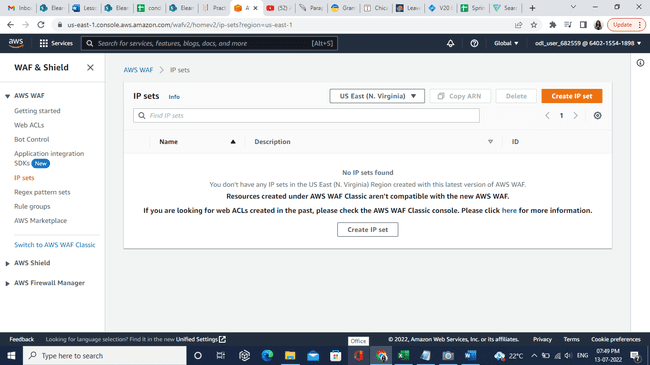 Inbo
Elear
Lesso
Elear
conc
Elear
Pract
A
(52)
Para
Gram
Chica
Leav
V20
Sprin
Sear
us-east-1.console.aws.amazon.com/wafv2/homev2/ip-sets?region=us-east-1
Update
aws
Services
Search for services, features, blogs, docs, and more
[Alt+S]
Global
odl_user_682559 @ 6402-1554-1898
WAF & Shield
AWS WAF
Getting started
Web ACLs
Bot Control
Application integration
SDKs New
IP sets
Regex pattern sets
Rule groups
AWS Marketplace
Switch to AWS WAF Classic
AWS Shield
AWS Firewall Manager
AWS WAF > IP sets
IP sets Info
US East (N. Virginia)
Copy ARN
Delete
Create IP set
Find IP sets
1
Name
Description
ID
No IP sets found
You don't have any IP sets in the US East (N. Virginia) Region created with this latest version of AWS WAF.
Resources created under AWS WAF Classic aren't compatible with the new AWS WAF.
If you are looking for web ACLs created in the past, please check the AWS WAF Classic console. Please click here for more information.
Create IP set
Feedback
Looking for language selection? Find it in the new Unified Settings
Office
© 2022, Amazon Web Services, Inc. or its affiliates.
Privacy
Terms
Cookie preferences
Type here to search
22°C
ENG
07:49 PM
13-07-2022